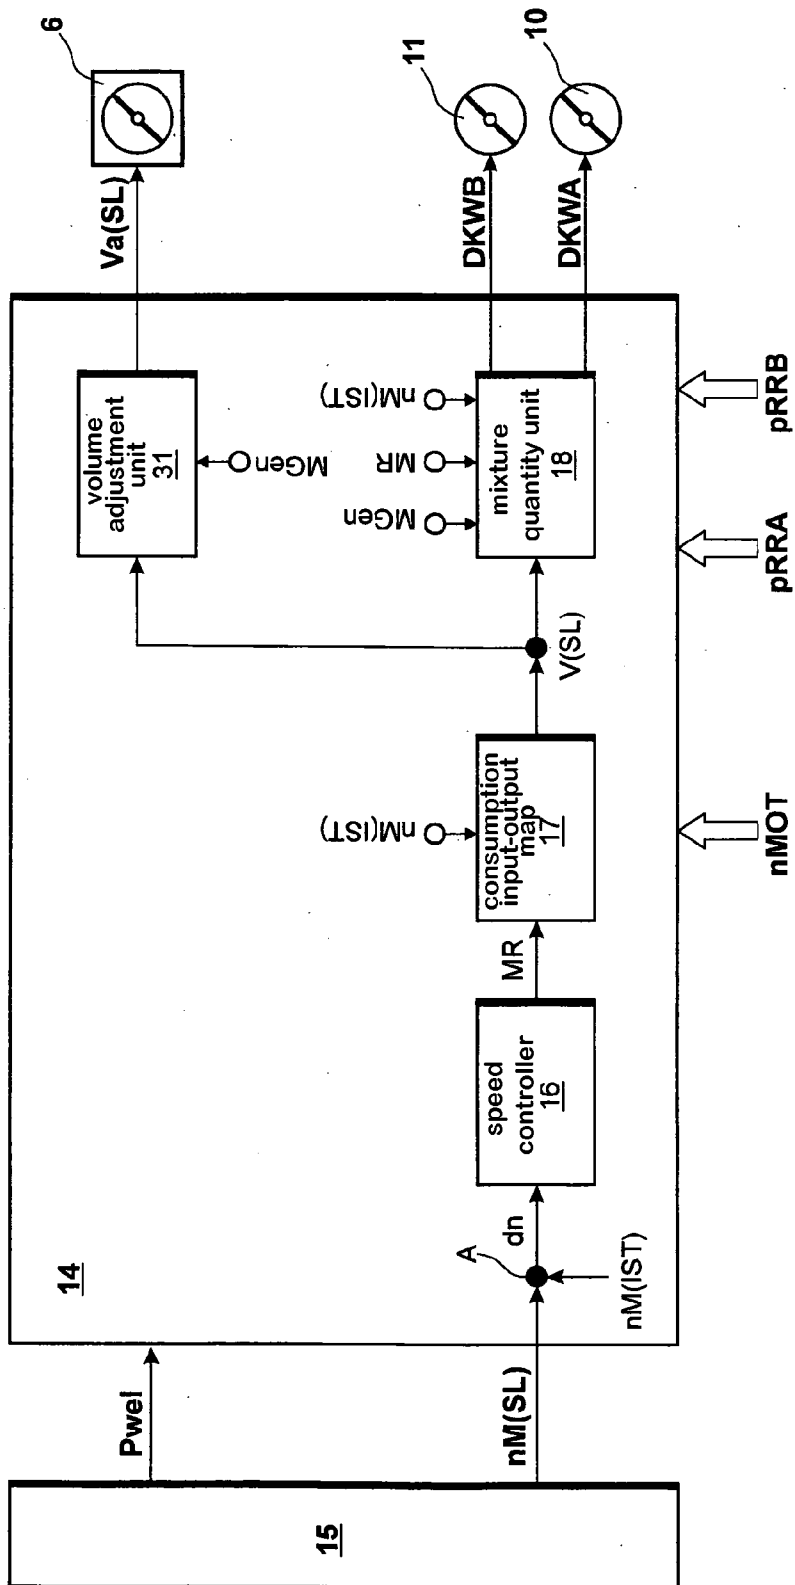 15
Pwel
nM(SL)
14
A
dn
nM(IST)
speed
controller
16
MR
consumption
input-output
map
17
nM(IST)
V(SL)
volume
adjustment
unit
31
MGen
mixture
quantity unit
18
MGen
MR
nM(IST)
Va(SL)
6
DKWB
11
DKWA
10
nMOT
pRRA
pRRB